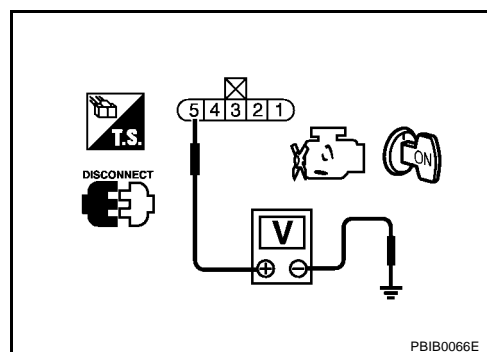 5 4 3 2 1
T.S.
ON
DISCONNECT
V
+ −
PBIB0066E